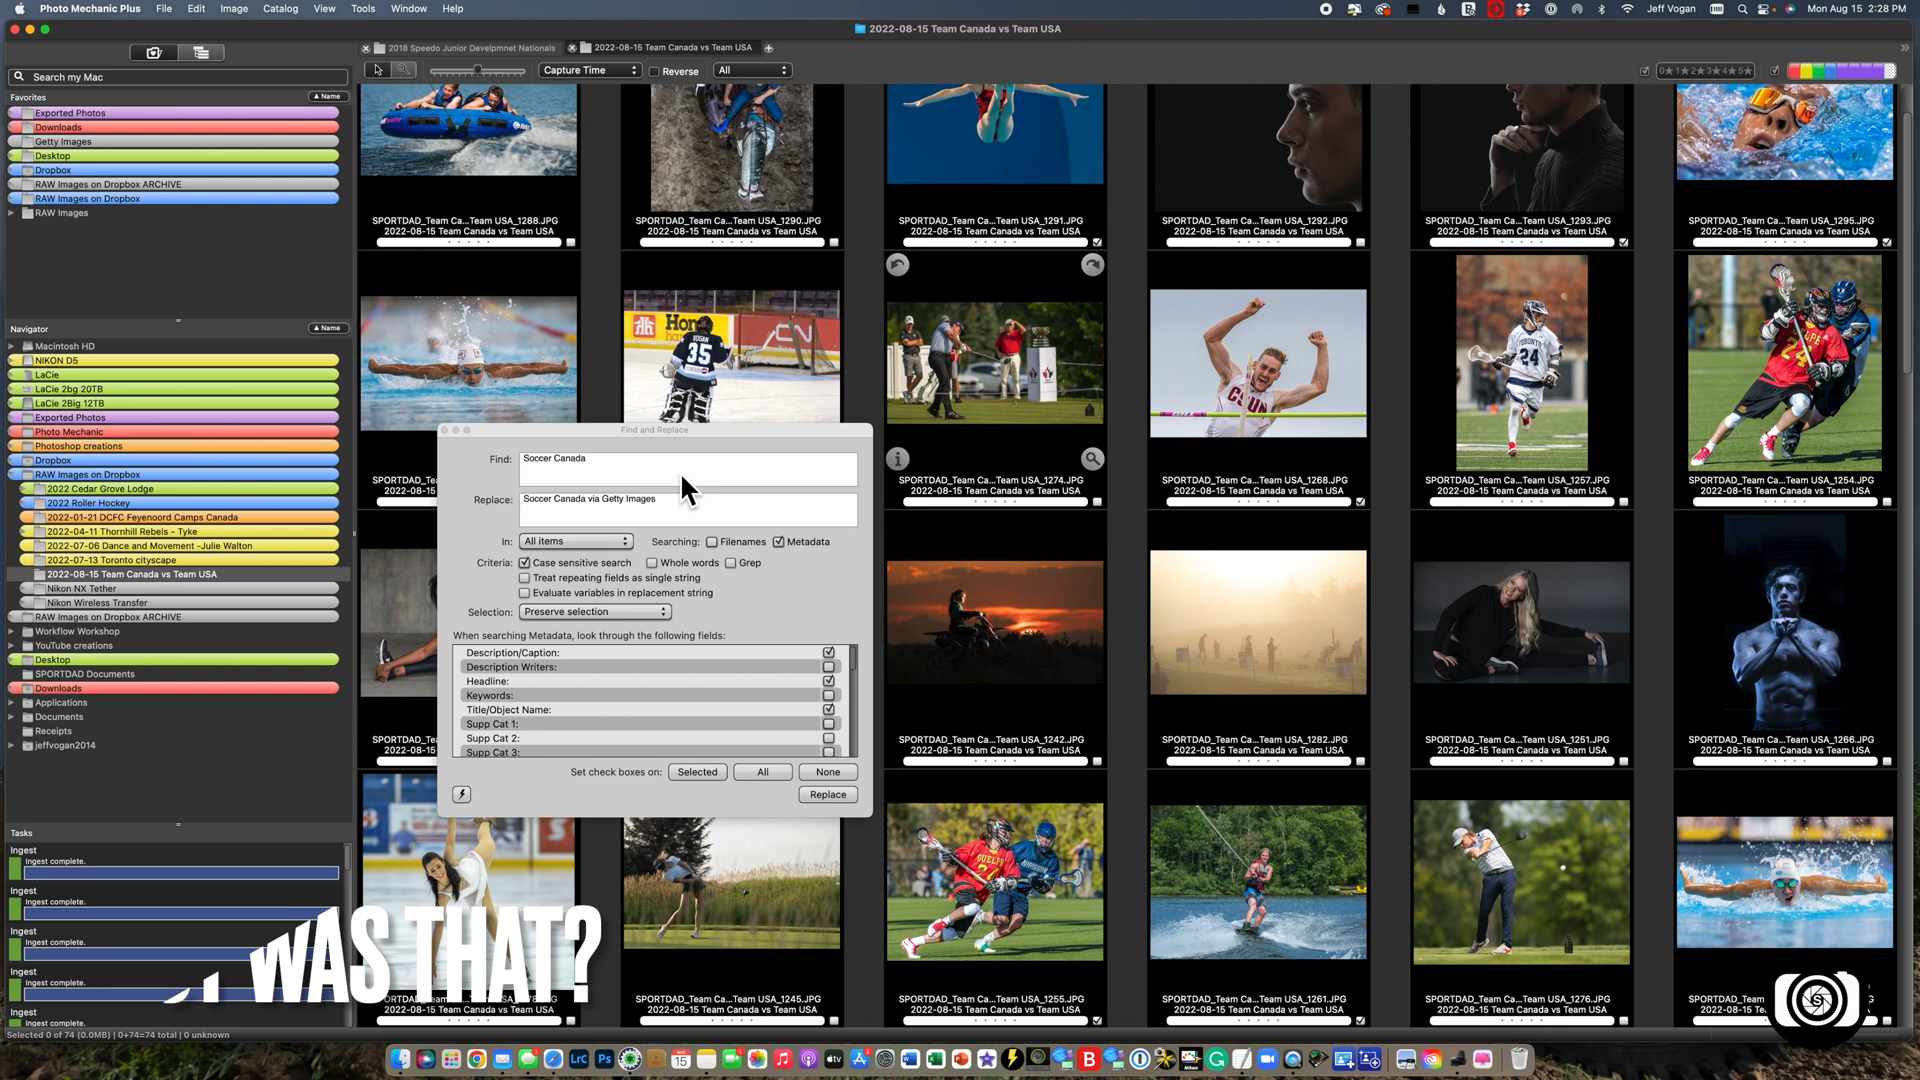 Photo Mechanic Plus File Edit Image Catalog View Tools Window Help
Jeff Vogan Mon Aug 15 2:28 PM
2022-08-15 Team Canada vs Team USA
2018 Speedo Junior Develpmnet Nationals 2022-08-15 Team Canada vs Team USA
Search my Mac
Capture Time Reverse All
Favorites Name
Exported Photos
Downloads
Getty Images
Desktop
Dropbox
RAW Images on Dropbox ARCHIVE
RAW Images on Dropbox
RAW Images
Navigator Name
Macintosh HD
NIKON D5
LaCie
LaCie 2bg 20TB
LaCie 2Big 12TB
Exported Photos
Photo Mechanic
Photoshop creations
Dropbox
RAW Images on Dropbox
2022 Cedar Grove Lodge
2022 Roller Hockey
2022-01-21 DCFC Feyenoord Camps Canada
2022-04-11 Thornhill Rebels - Tyke
2022-07-06 Dance and Movement -Julie Walton
2022-07-13 Toronto cityscape
2022-08-15 Team Canada vs Team USA
Nikon NX Tether
Nikon Wireless Transfer
RAW Images on Dropbox ARCHIVE
Workflow Workshop
YouTube creations
Desktop
SPORTDAD Documents
Downloads
Applications
Documents
Receipts
jeffvogan2014
Tasks
Ingest
Ingest complete.
Ingest
Ingest complete.
Ingest
Ingest complete.
Ingest
Ingest complete.
Ingest
Selected 0 of 74 (0.0MB) | 0+74=74 total | 0 unknown
SPORTDAD_Team Ca...Team USA_1288.JPG
2022-08-15 Team Canada vs Team USA
SPORTDAD_Team Ca...Team USA_1290.JPG
2022-08-15 Team Canada vs Team USA
SPORTDAD_Team Ca...Team USA_1291.JPG
2022-08-15 Team Canada vs Team USA
SPORTDAD_Team Ca...Team USA_1292.JPG
2022-08-15 Team Canada vs Team USA
SPORTDAD_Team Ca...Team USA_1293.JPG
2022-08-15 Team Canada vs Team USA
SPORTDAD_Team Ca...Team USA_1295.JPG
2022-08-15 Team Canada vs Team USA
VOGAN
35
CSUN
TORONTO
24
GUELPH
24
SPORTDAD_Team Ca...Team USA_1274.JPG
2022-08-15 Team Canada vs Team USA
SPORTDAD_Team Ca...Team USA_1268.JPG
2022-08-15 Team Canada vs Team USA
SPORTDAD_Team Ca...Team USA_1257.JPG
2022-08-15 Team Canada vs Team USA
SPORTDAD_Team Ca...Team USA_1254.JPG
2022-08-15 Team Canada vs Team USA
Find and Replace
Find: Soccer Canada
Replace: Soccer Canada via Getty Images
In: All items Searching: Filenames Metadata
Criteria: Case sensitive search Whole words Grep
Treat repeating fields as single string
Evaluate variables in replacement string
Selection: Preserve selection
When searching Metadata, look through the following fields:
Description/Caption:
Description Writers:
Headline:
Keywords:
Title/Object Name:
Supp Cat 1:
Supp Cat 2:
Supp Cat 3:
Set check boxes on: Selected All None
Replace
SPORTDAD_Team Ca...Team USA_1242.JPG
2022-08-15 Team Canada vs Team USA
SPORTDAD_Team Ca...Team USA_1282.JPG
2022-08-15 Team Canada vs Team USA
SPORTDAD_Team Ca...Team USA_1251.JPG
2022-08-15 Team Canada vs Team USA
SPORTDAD_Team Ca...Team USA_1266.JPG
2022-08-15 Team Canada vs Team USA
GUELPH
24
WAS THAT?
SPORTDAD_Team Ca...Team USA_1245.JPG
2022-08-15 Team Canada vs Team USA
SPORTDAD_Team Ca...Team USA_1255.JPG
2022-08-15 Team Canada vs Team USA
SPORTDAD_Team Ca...Team USA_1261.JPG
2022-08-15 Team Canada vs Team USA
SPORTDAD_Team Ca...Team USA_1276.JPG
2022-08-15 Team Canada vs Team USA
SPORTDAD_Team
2022-08-15 Team
LrC Ps